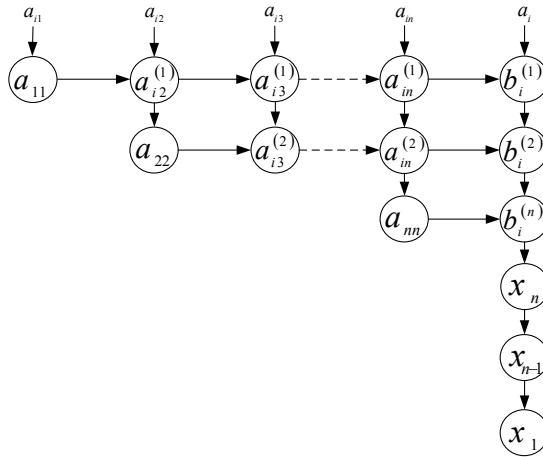 a_{i1} a_{i2} a_{i3} a_{in} a_i
a_{11} a_{i2}^{(1)} a_{i3}^{(1)} a_{in}^{(1)} b_i^{(1)}
a_{22} a_{i3}^{(2)} a_{in}^{(2)} b_i^{(2)}
a_{nn} b_i^{(n)}
x_n
x_{n-1}
x_1